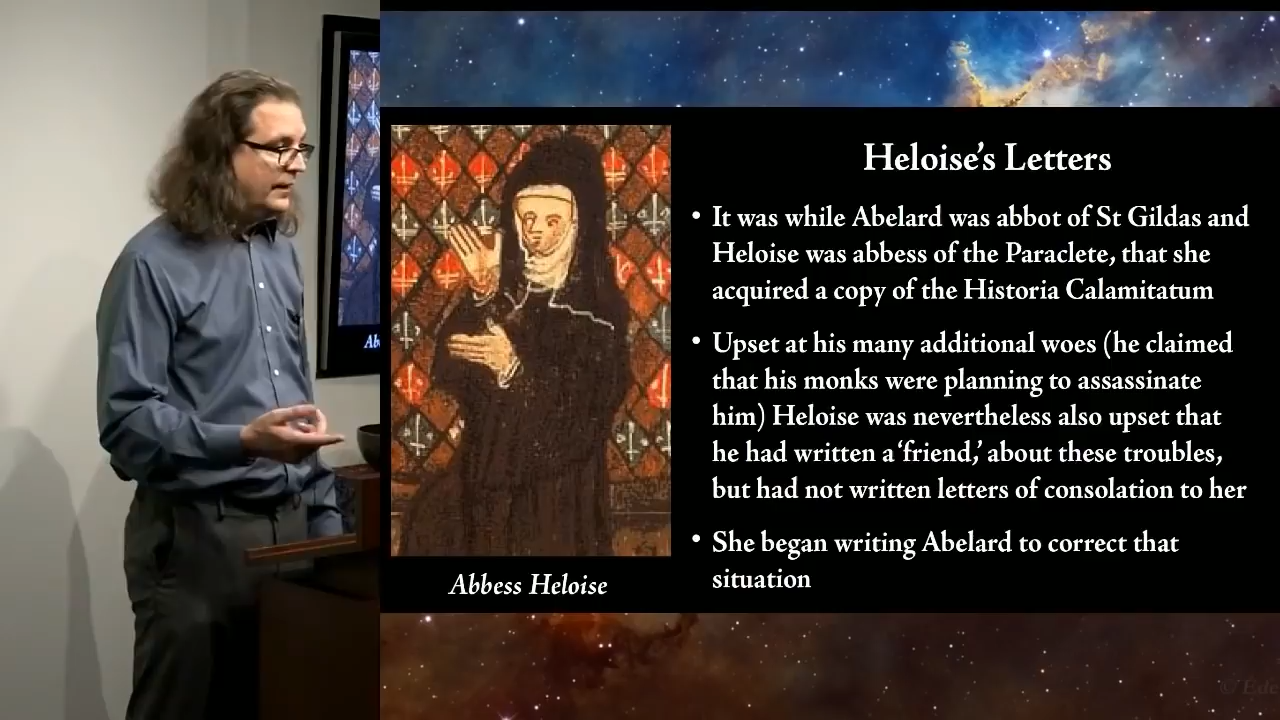 Heloise's Letters
• It was while Abelard was abbot of St Gildas and
Heloise was abbess of the Paraclete, that she
acquired a copy of the Historia Calamitatum
• Upset at his many additional woes (he claimed
that his monks were planning to assassinate
him) Heloise was nevertheless also upset that
he had written a 'friend,' about these troubles,
but had not written letters of consolation to her
• She began writing Abelard to correct that
situation
Abbess Heloise
Ab
©